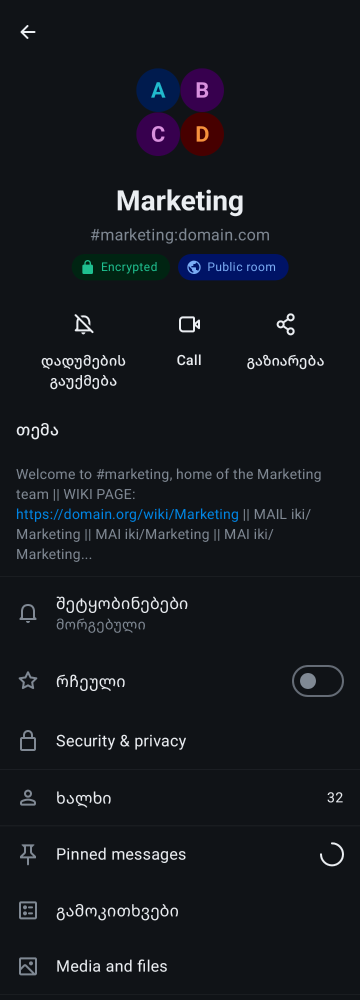 A
B
C
D
Marketing
#marketing:domain.com
Encrypted
Public room
დადუმების
გაუქმება
Call
გაზიარება
თემა
Welcome to #marketing, home of the Marketing
team || WIKI PAGE:
https://domain.org/wiki/Marketing || MAIL iki/
Marketing || MAI iki/Marketing || MAI iki/
Marketing...
შეტყობინებები
მორგებული
რჩეული
Security & privacy
ხალხი
32
Pinned messages
გამოკითხვები
Media and files